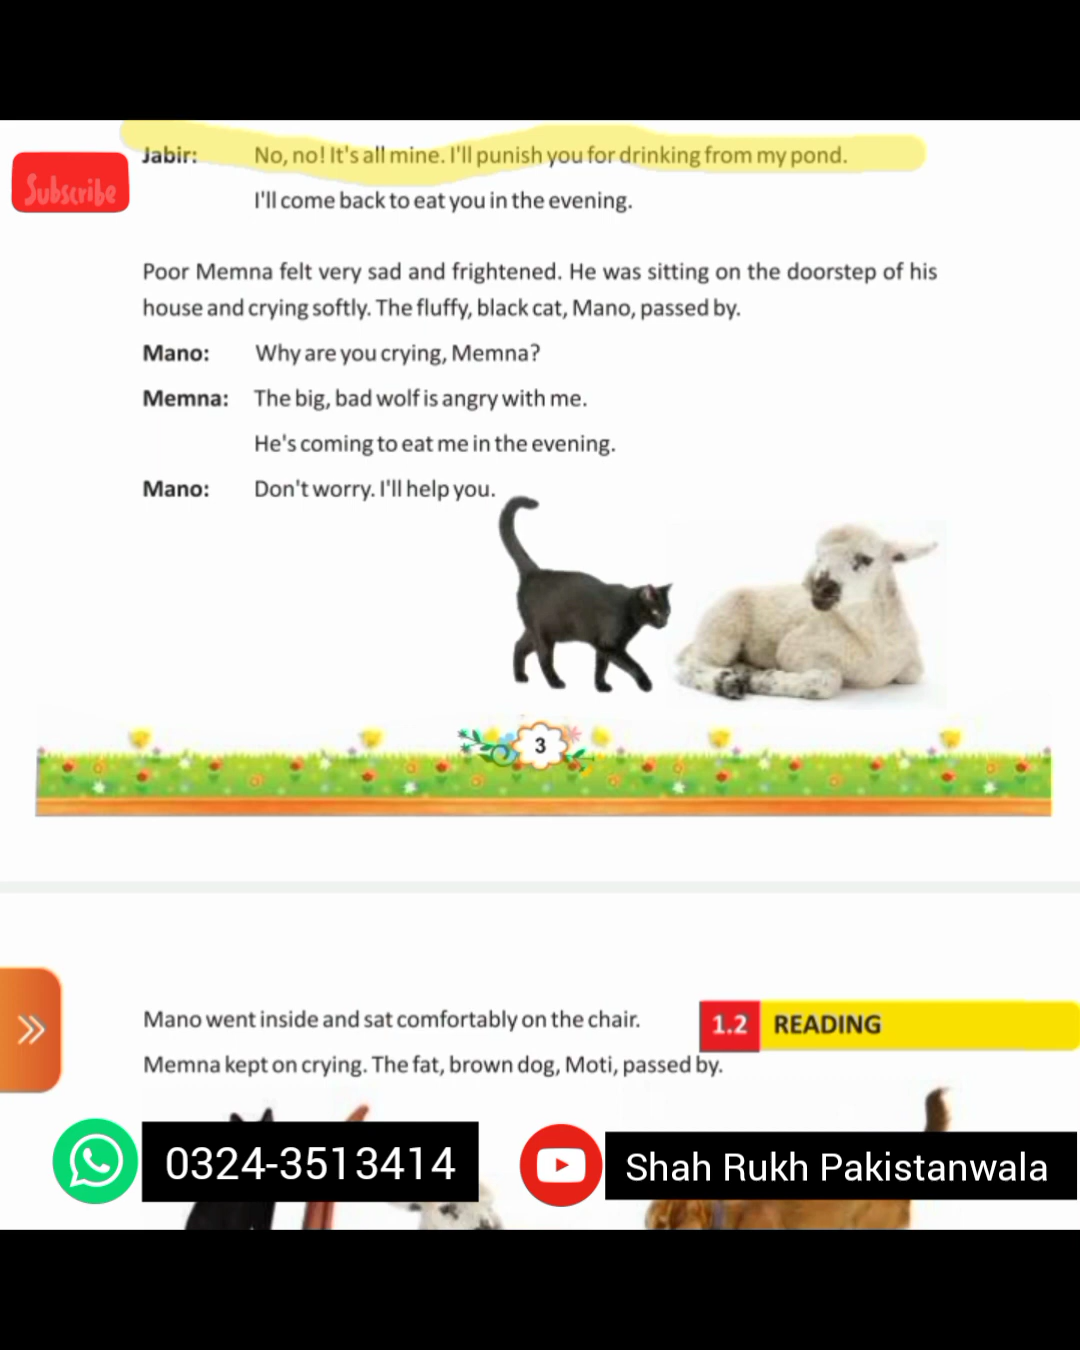 Jabir: No, no! It's all mine. I'll punish you for drinking from my pond.
Subscribe
I'll come back to eat you in the evening.
Poor Memna felt very sad and frightened. He was sitting on the doorstep of his
house and crying softly. The fluffy, black cat, Mano, passed by.
Mano: Why are you crying, Memna?
Memna: The big, bad wolf is angry with me.
He's coming to eat me in the evening.
Mano: Don't worry. I'll help you.
3
Mano went inside and sat comfortably on the chair.
1.2 READING
Memna kept on crying. The fat, brown dog, Moti, passed by.
0324-3513414
Shah Rukh Pakistanwala